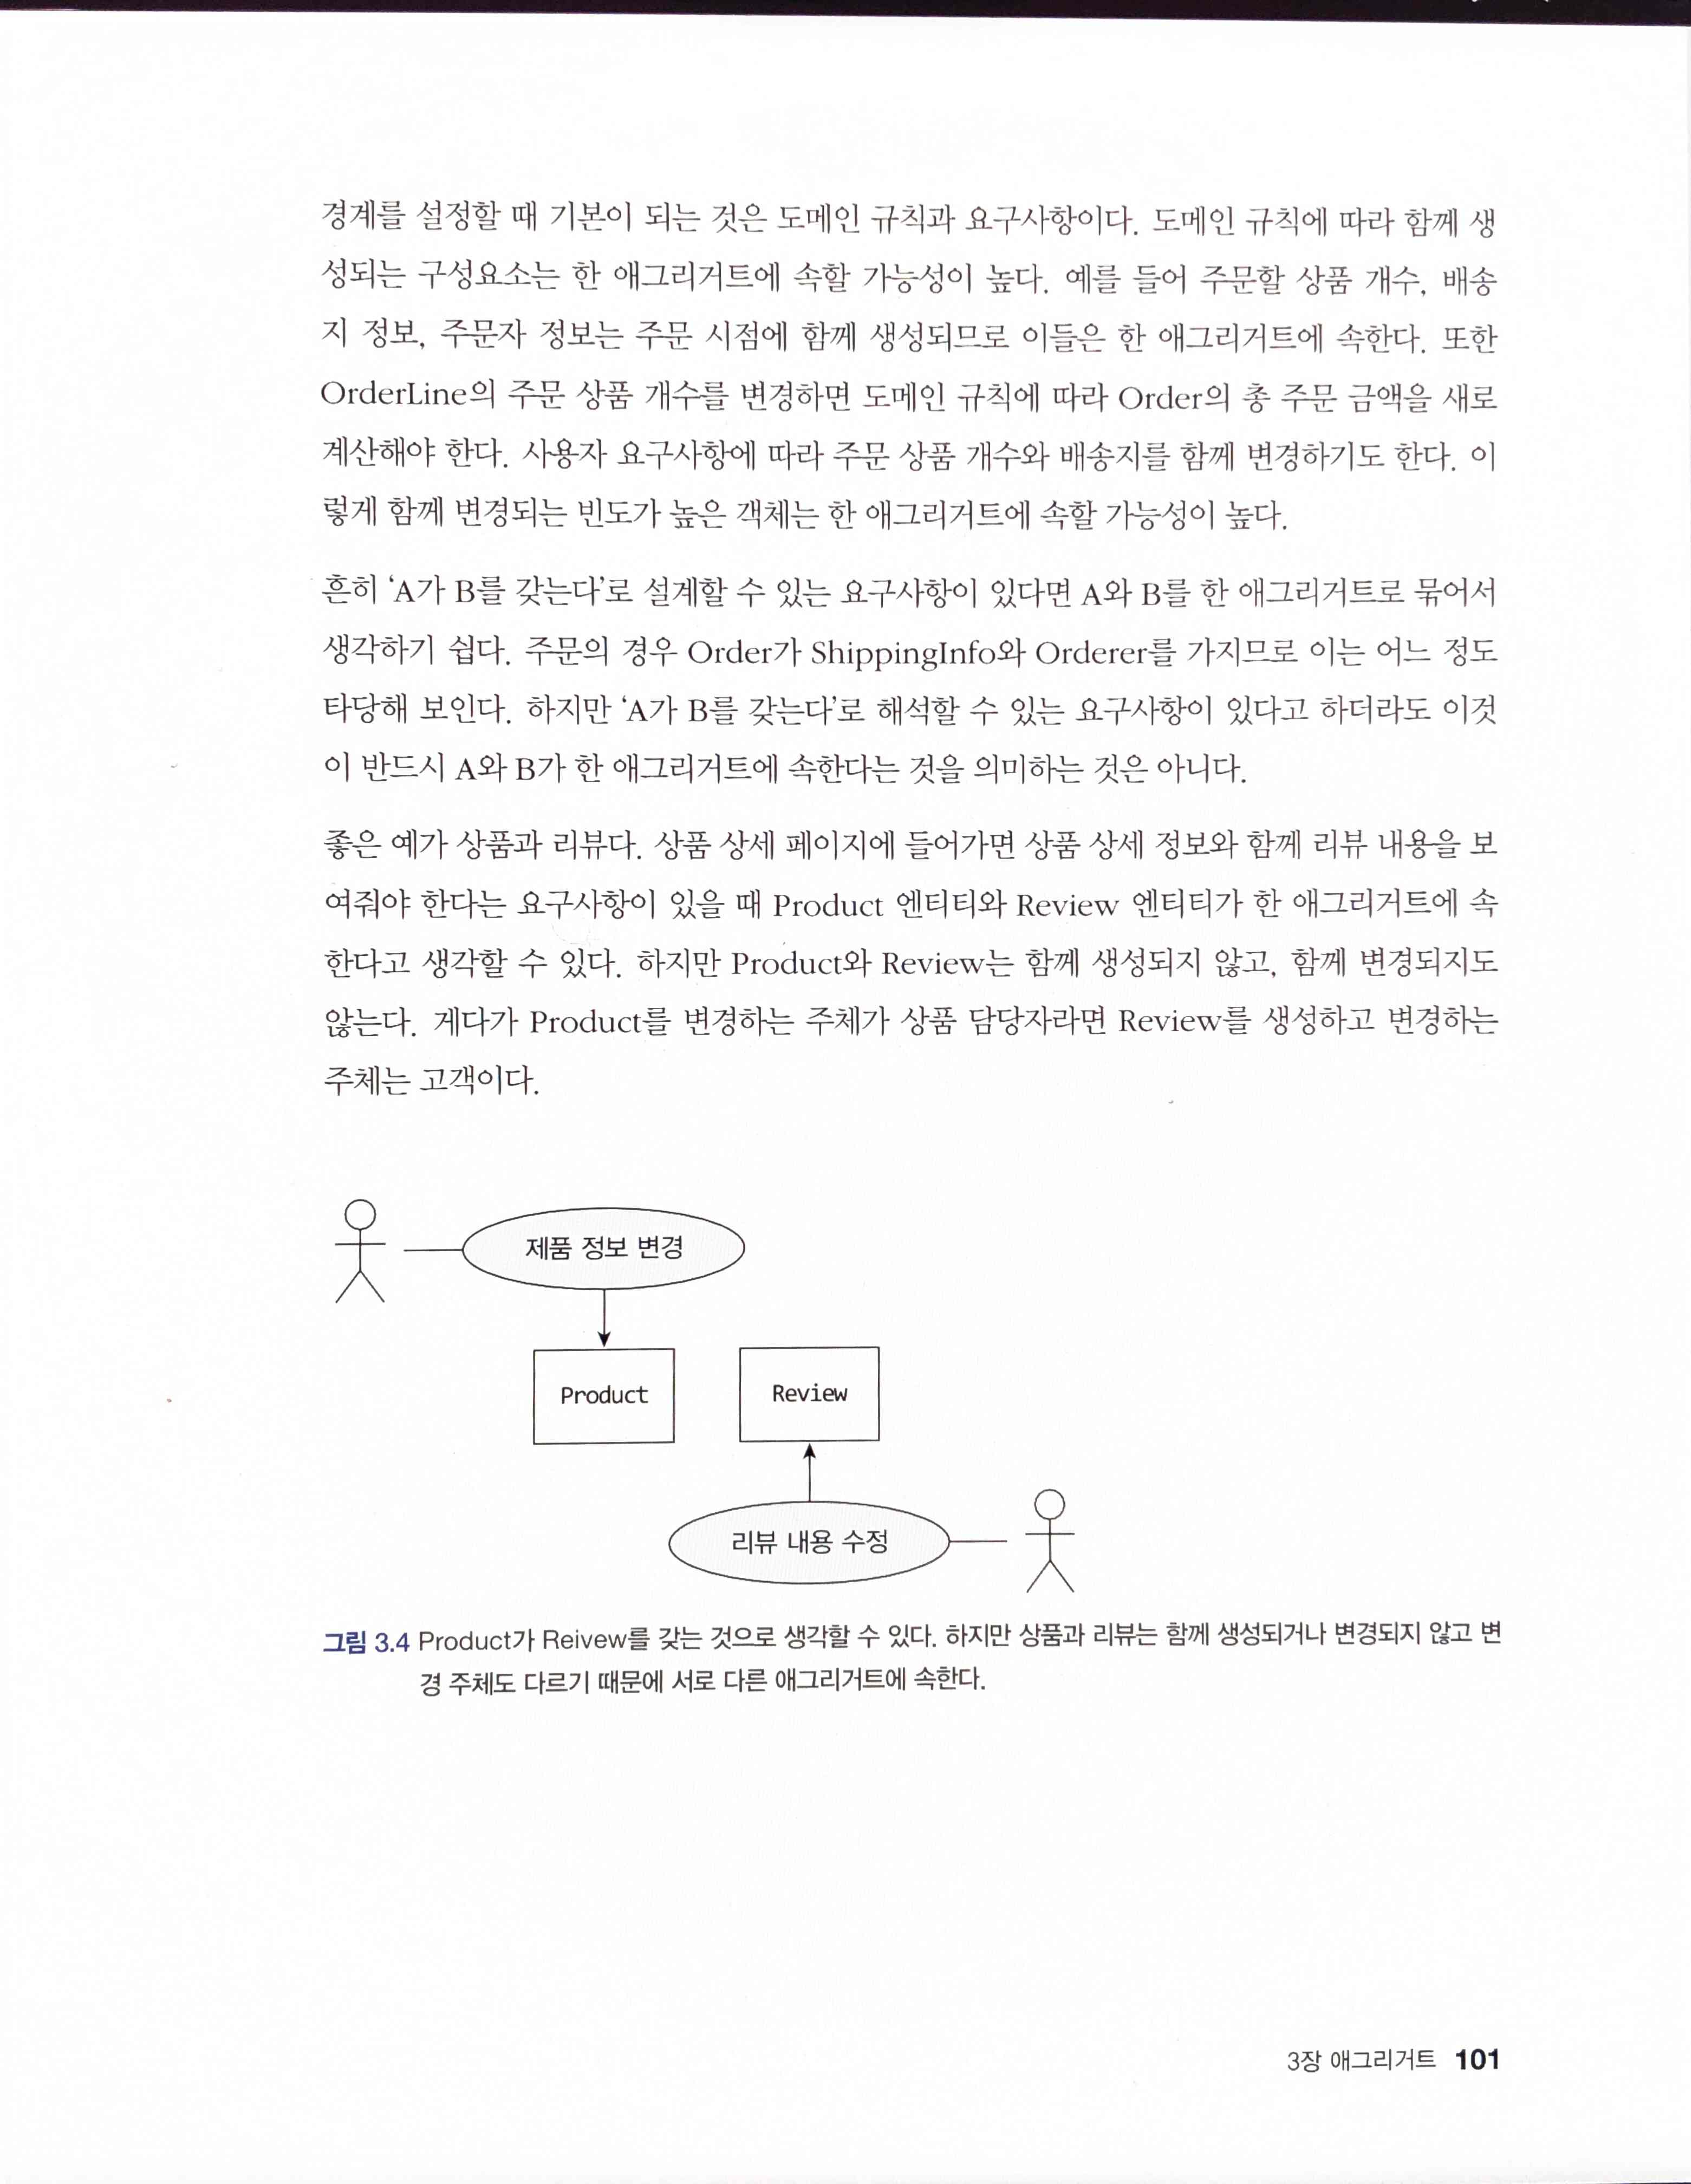 경계를 설정할 때 기본이 되는 것은 도메인 규칙과 요구사항이다. 도메인 규칙에 따라 함께 생
성되는 구성요소는 한 애그리거트에 속할 가능성이 높다. 예를 들어 주문할 상품 개수, 배송
지 정보, 주문자 정보는 주문 시점에 함께 생성되므로 이들은 한 애그리거트에 속한다. 또한
OrderLine의 주문 상품 개수를 변경하면 도메인 규칙에 따라 Order의 총 주문 금액을 새로
계산해야 한다. 사용자 요구사항에 따라 주문 상품 개수와 배송지를 함께 변경하기도 한다. 이
렇게 함께 변경되는 빈도가 높은 객체는 한 애그리거트에 속할 가능성이 높다.
흔히 ‘A가 B를 갖는다’로 설계할 수 있는 요구사항이 있다면 A와 B를 한 애그리거트로 묶어서
생각하기 쉽다. 주문의 경우 Order가 ShippingInfo와 Orderer를 가지므로 이는 어느 정도
타당해 보인다. 하지만 ‘A가 B를 갖는다’로 해석할 수 있는 요구사항이 있다고 하더라도 이것
이 반드시 A와 B가 한 애그리거트에 속한다는 것을 의미하는 것은 아니다.
좋은 예가 상품과 리뷰다. 상품 상세 페이지에 들어가면 상품 상세 정보와 함께 리뷰 내용을 보
여줘야 한다는 요구사항이 있을 때 Product 엔티티와 Review 엔티티가 한 애그리거트에 속
한다고 생각할 수 있다. 하지만 Product와 Review는 함께 생성되지 않고, 함께 변경되지도
않는다. 게다가 Product를 변경하는 주체가 상품 담당자라면 Review를 생성하고 변경하는
주체는 고객이다.
제품 정보 변경
Product
Review
리뷰 내용 수정
그림 3.4 Product가 Reivew를 갖는 것으로 생각할 수 있다. 하지만 상품과 리뷰는 함께 생성되거나 변경되지 않고 변
경 주체도 다르기 때문에 서로 다른 애그리거트에 속한다.
3장 애그리거트 101